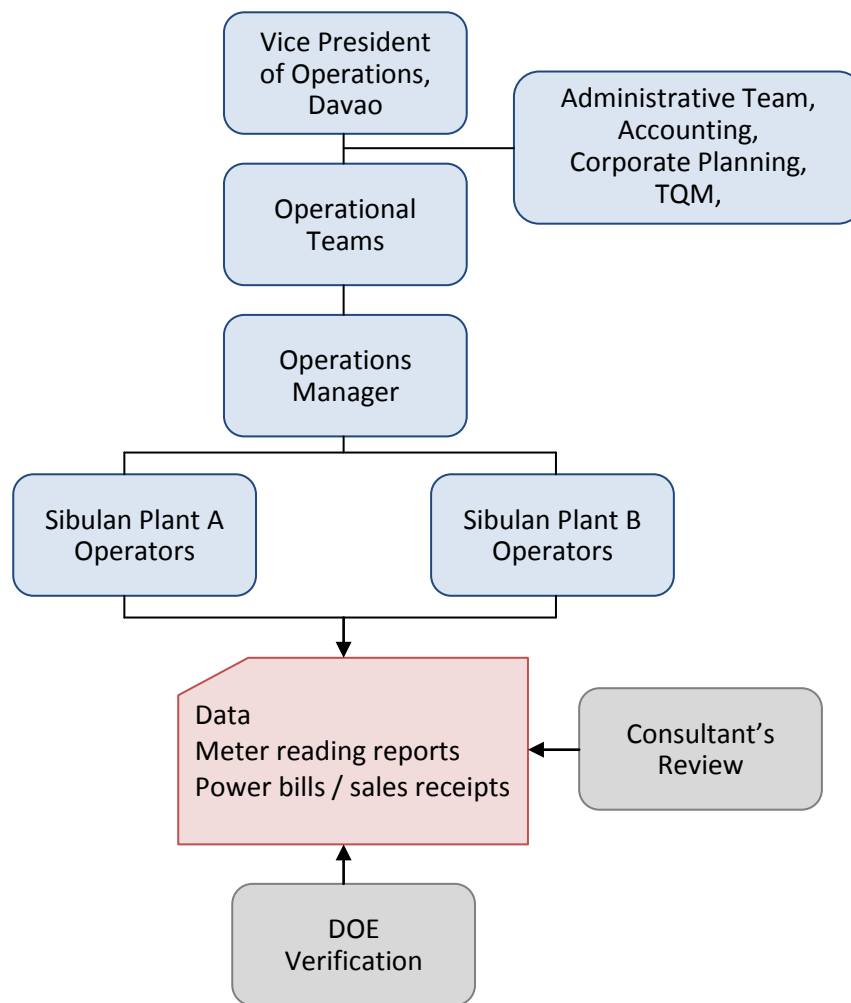 Vice President
of Operations,
Davao
Administrative Team,
Accounting,
Corporate Planning,
TQM,
Operational
Teams
Operations
Manager
Sibulan Plant A
Operators
Sibulan Plant B
Operators
Data
Meter reading reports
Power bills / sales receipts
Consultant’s
Review
DOE
Verification